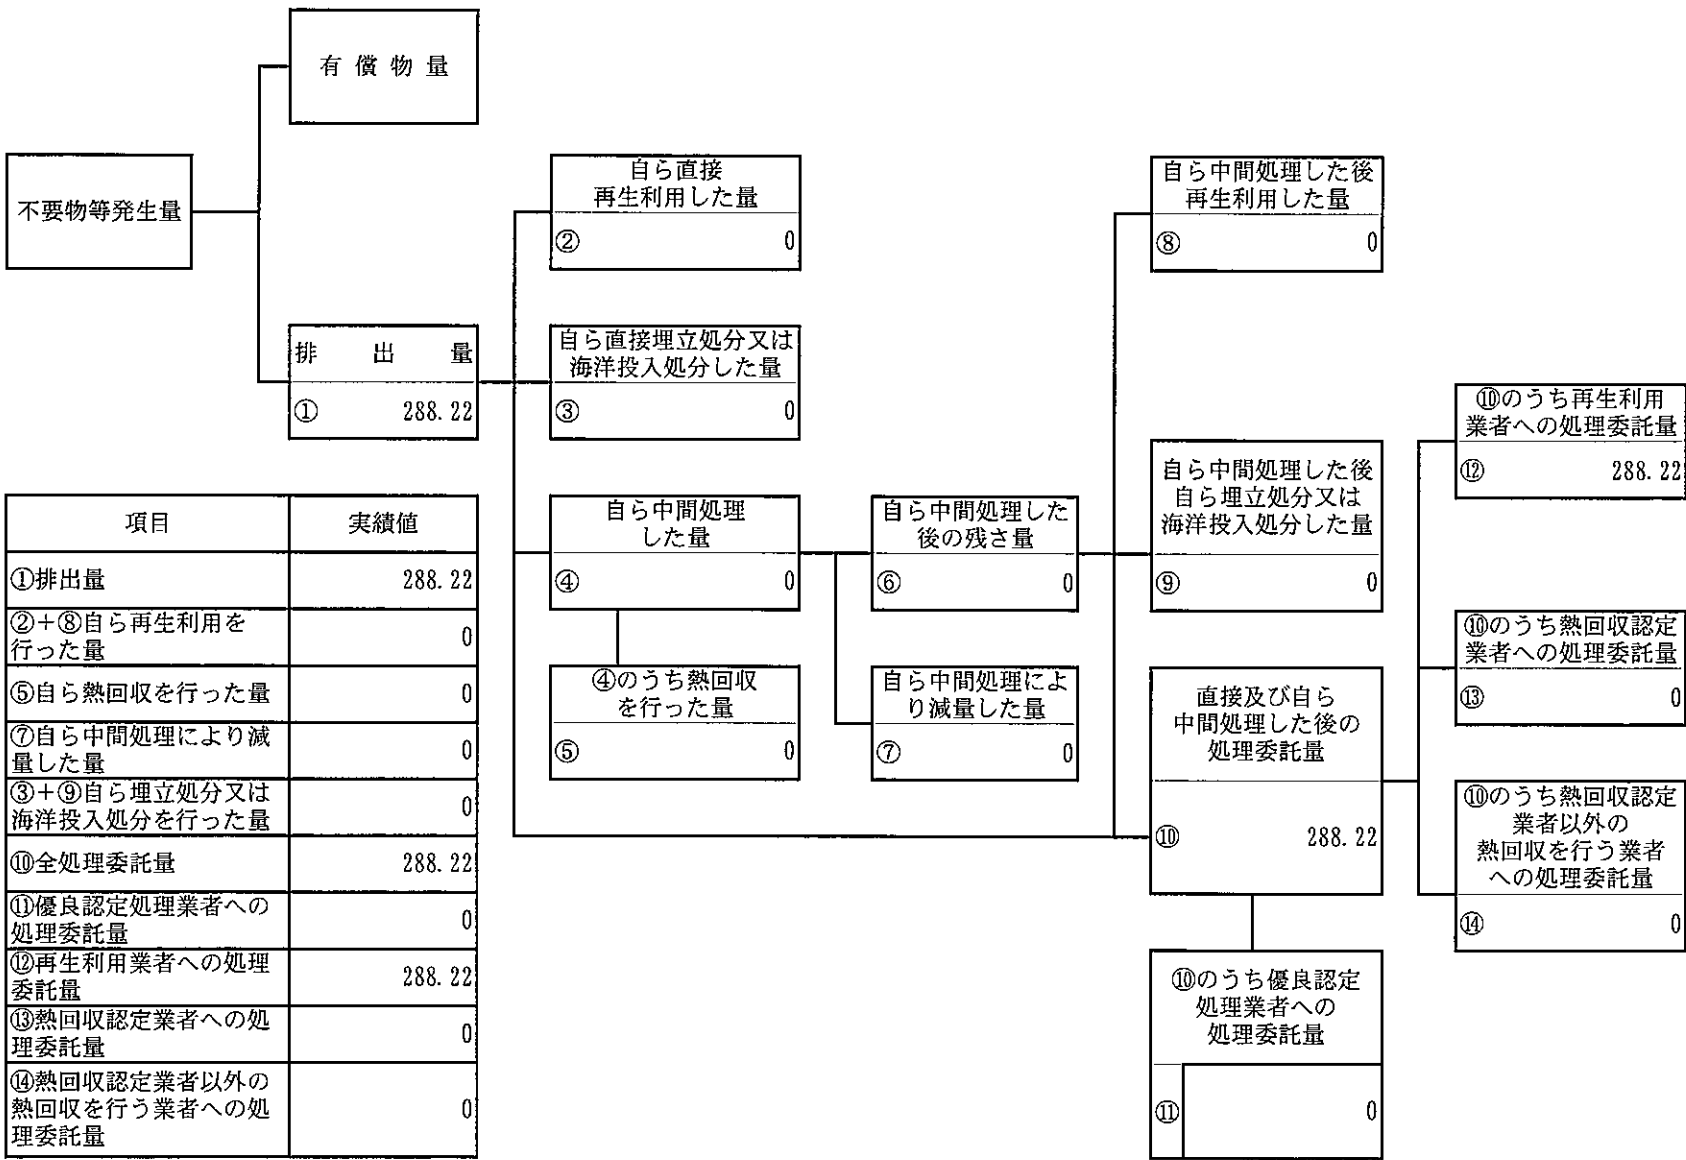 有 償 物 量
不要物等発生量
自ら直接
再生利用した量
② 0
自ら中間処理した後
再生利用した量
⑧ 0
排 出 量
① 288.22
自ら直接埋立処分又は
海洋投入処分した量
③ 0
⑩のうち再生利用
業者への処理委託量
⑫ 288.22
自ら中間処理
した量
④ 0
自ら中間処理した
後の残さ量
⑥ 0
自ら中間処理した後
自ら埋立処分又は
海洋投入処分した量
⑨ 0
⑩のうち熱回収認定
業者への処理委託量
⑬ 0
④のうち熱回収
を行った量
⑤ 0
自ら中間処理によ
り減量した量
⑦ 0
直接及び自ら
中間処理した後の
処理委託量
⑩ 288.22
⑩のうち熱回収認定
業者以外の
熱回収を行う業者
への処理委託量
⑭ 0
⑩のうち優良認定
処理業者への
処理委託量
⑪ 0
項目 実績値
①排出量 288.22
②+⑧自ら再生利用を
行った量 0
⑤自ら熱回収を行った量 0
⑦自ら中間処理により減
量した量 0
③+⑨自ら埋立処分又は
海洋投入処分を行った量 0
⑩全処理委託量 288.22
⑪優良認定処理業者への
処理委託量 0
⑫再生利用業者への処理
委託量 288.22
⑬熱回収認定業者への処
理委託量 0
⑭熱回収認定業者以外の
熱回収を行う業者への処
理委託量 0